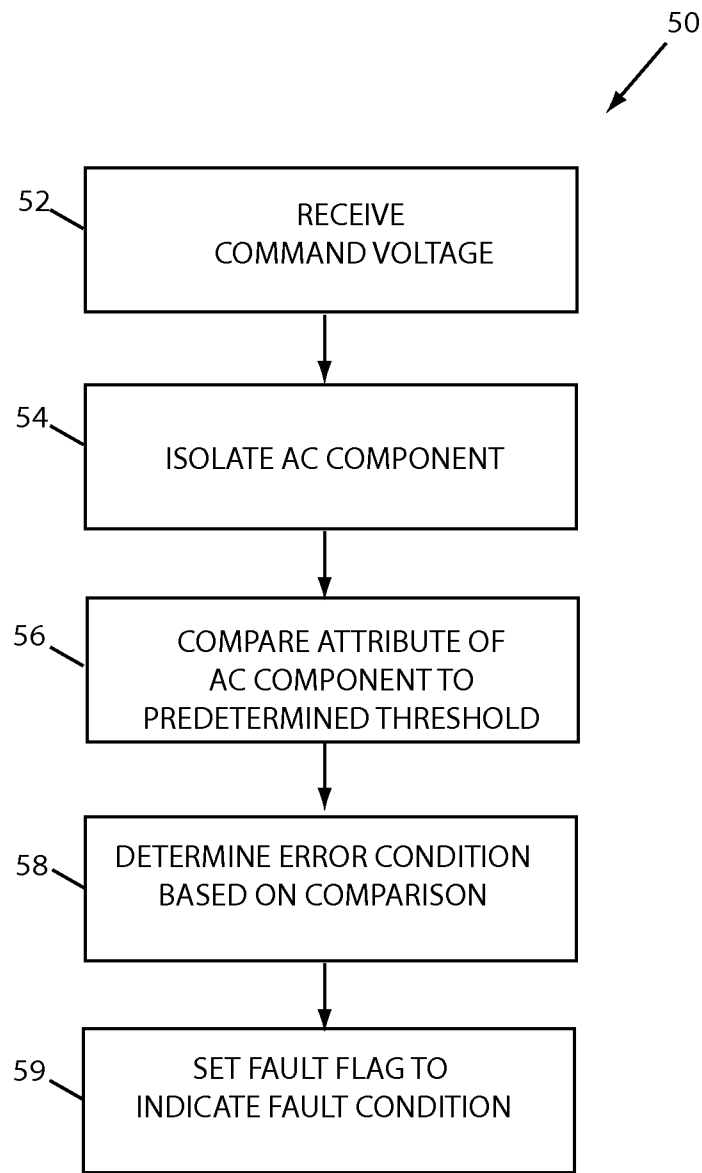 50
52
RECEIVE
COMMAND VOLTAGE
54
ISOLATE AC COMPONENT
56
COMPARE ATTRIBUTE OF
AC COMPONENT TO
PREDETERMINED THRESHOLD
58
DETERMINE ERROR CONDITION
BASED ON COMPARISON
59
SET FAULT FLAG TO
INDICATE FAULT CONDITION